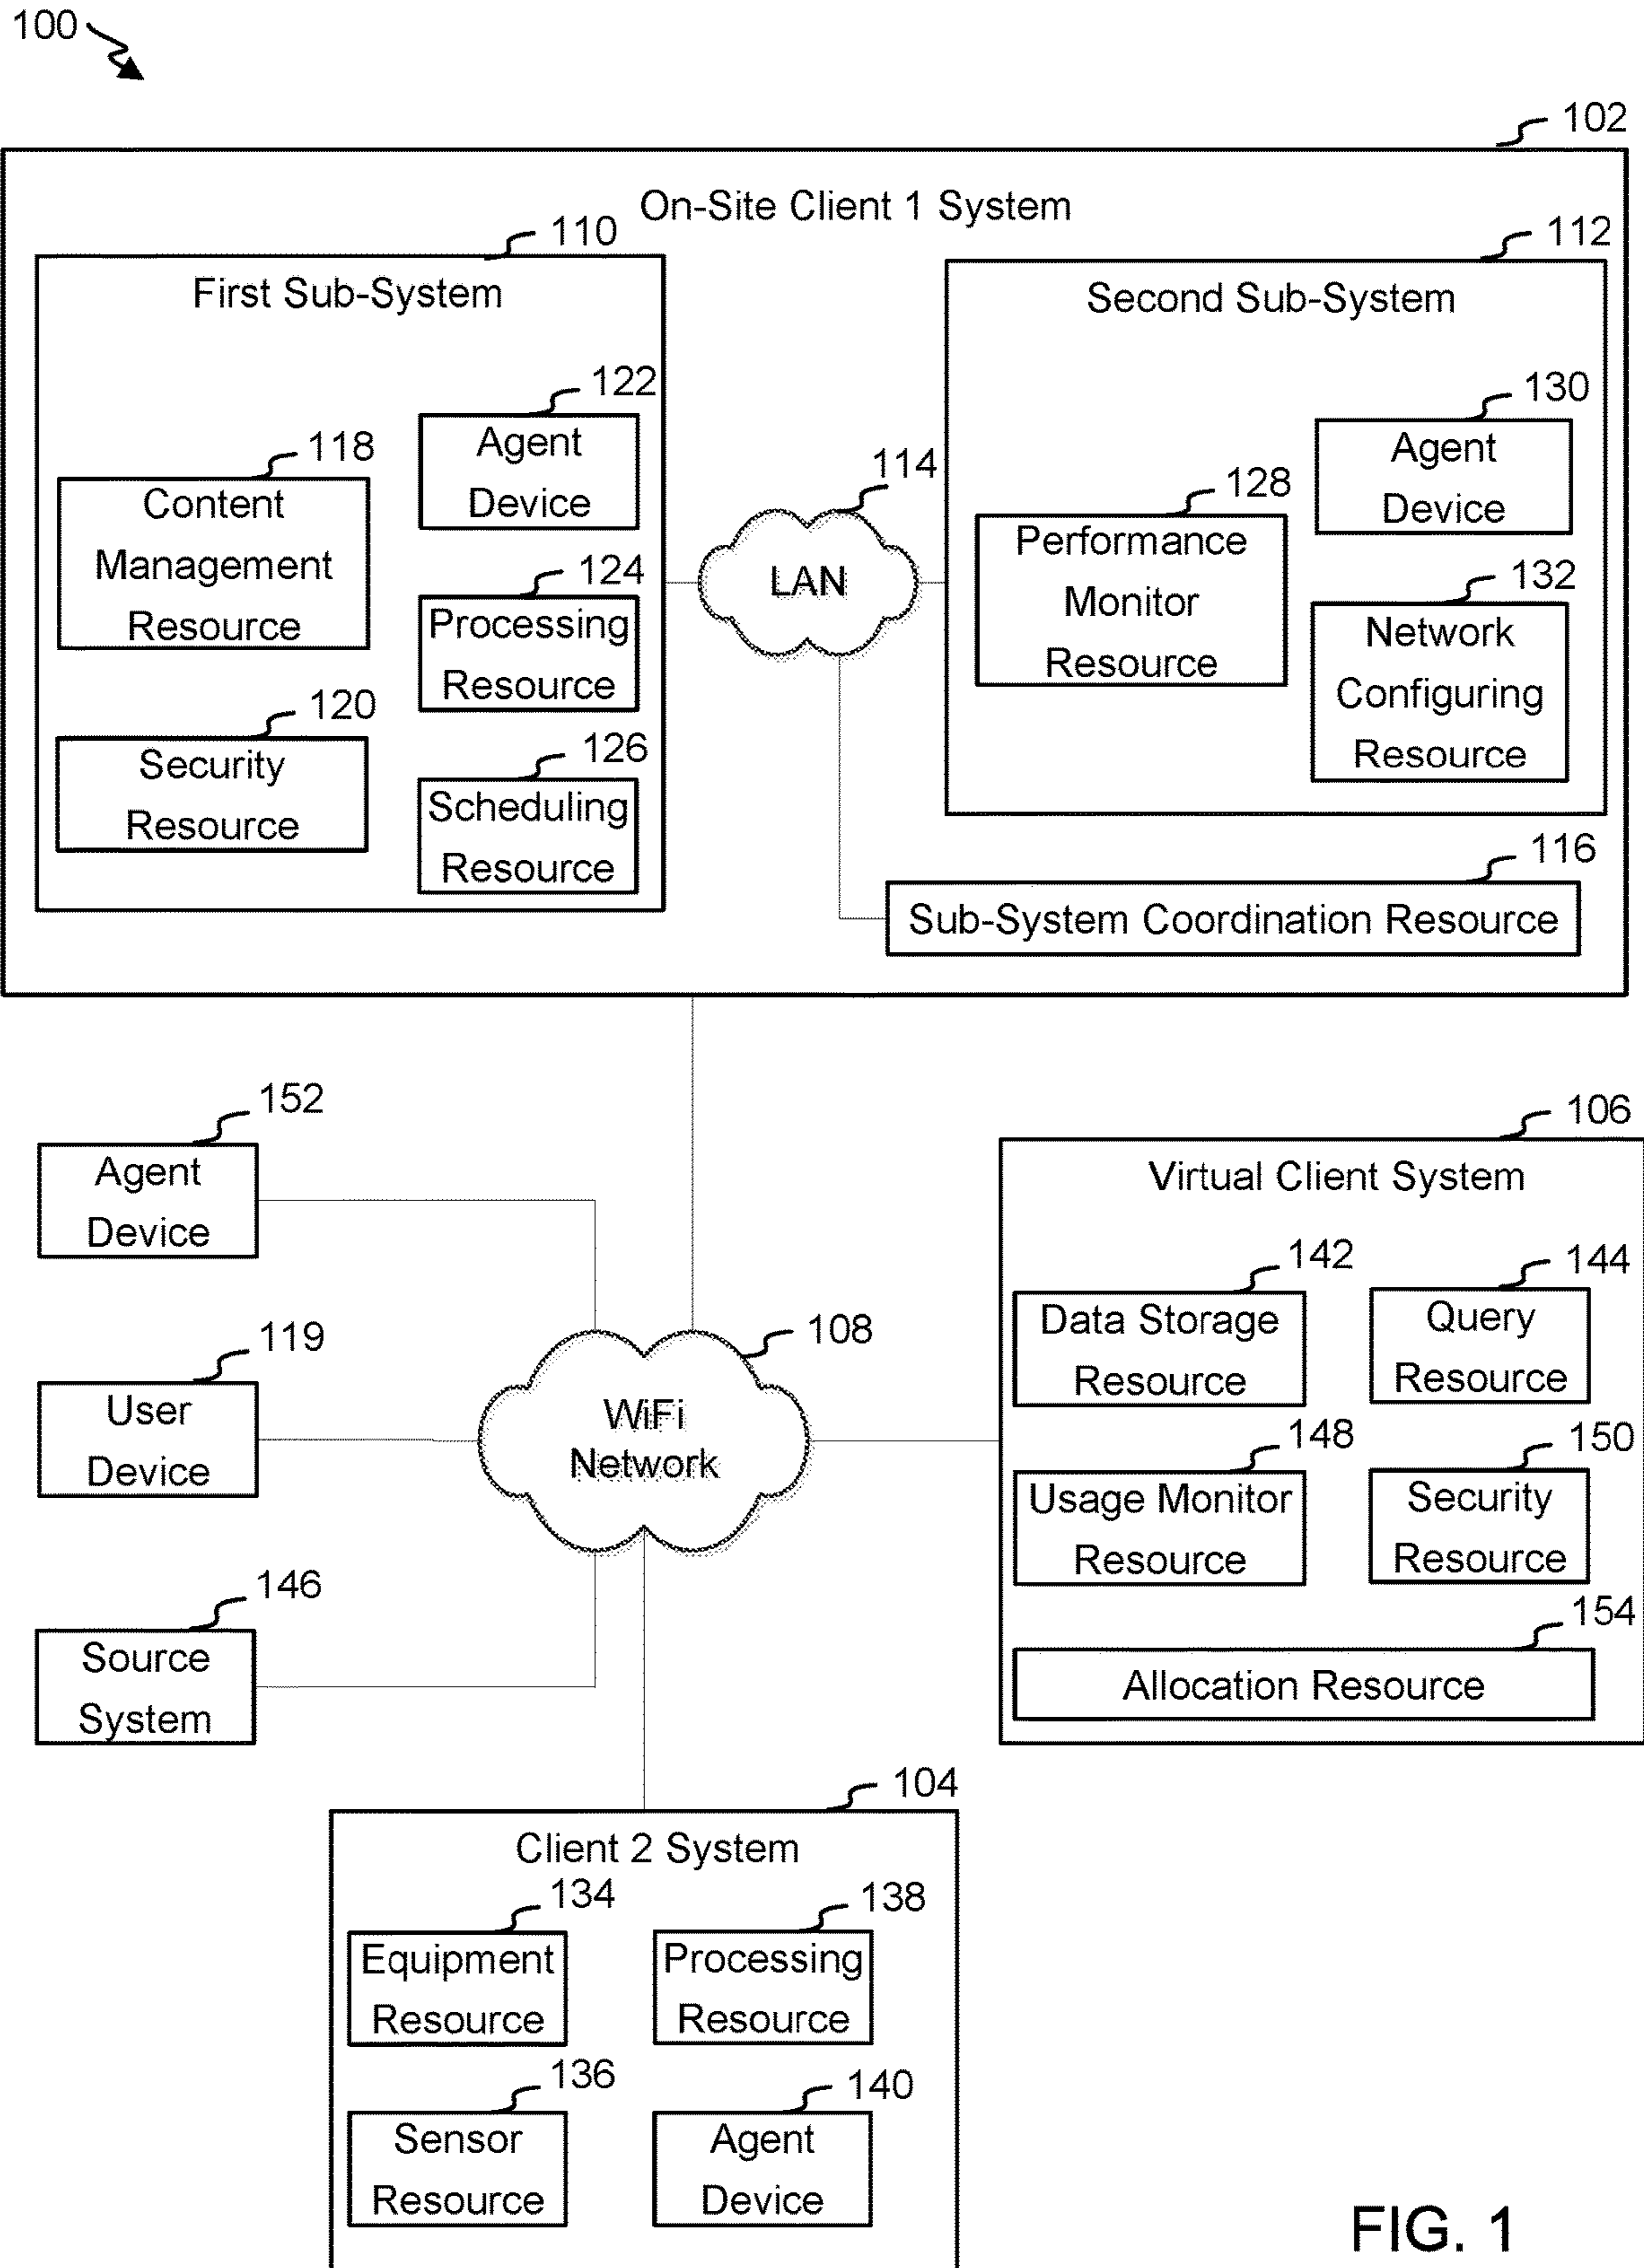 100
102
On-Site Client 1 System
110
First Sub-System
112
Second Sub-System
122
Agent
Device
118
Content
Management
Resource
124
Processing
Resource
120
Security
Resource
126
Scheduling
Resource
114
LAN
130
Agent
Device
128
Performance
Monitor
Resource
132
Network
Configuring
Resource
116
Sub-System Coordination Resource
152
Agent
Device
119
User
Device
146
Source
System
108
WiFi
Network
106
Virtual Client System
142
Data Storage
Resource
144
Query
Resource
148
Usage Monitor
Resource
150
Security
Resource
154
Allocation Resource
104
Client 2 System
134
Equipment
Resource
138
Processing
Resource
136
Sensor
Resource
140
Agent
Device
FIG. 1